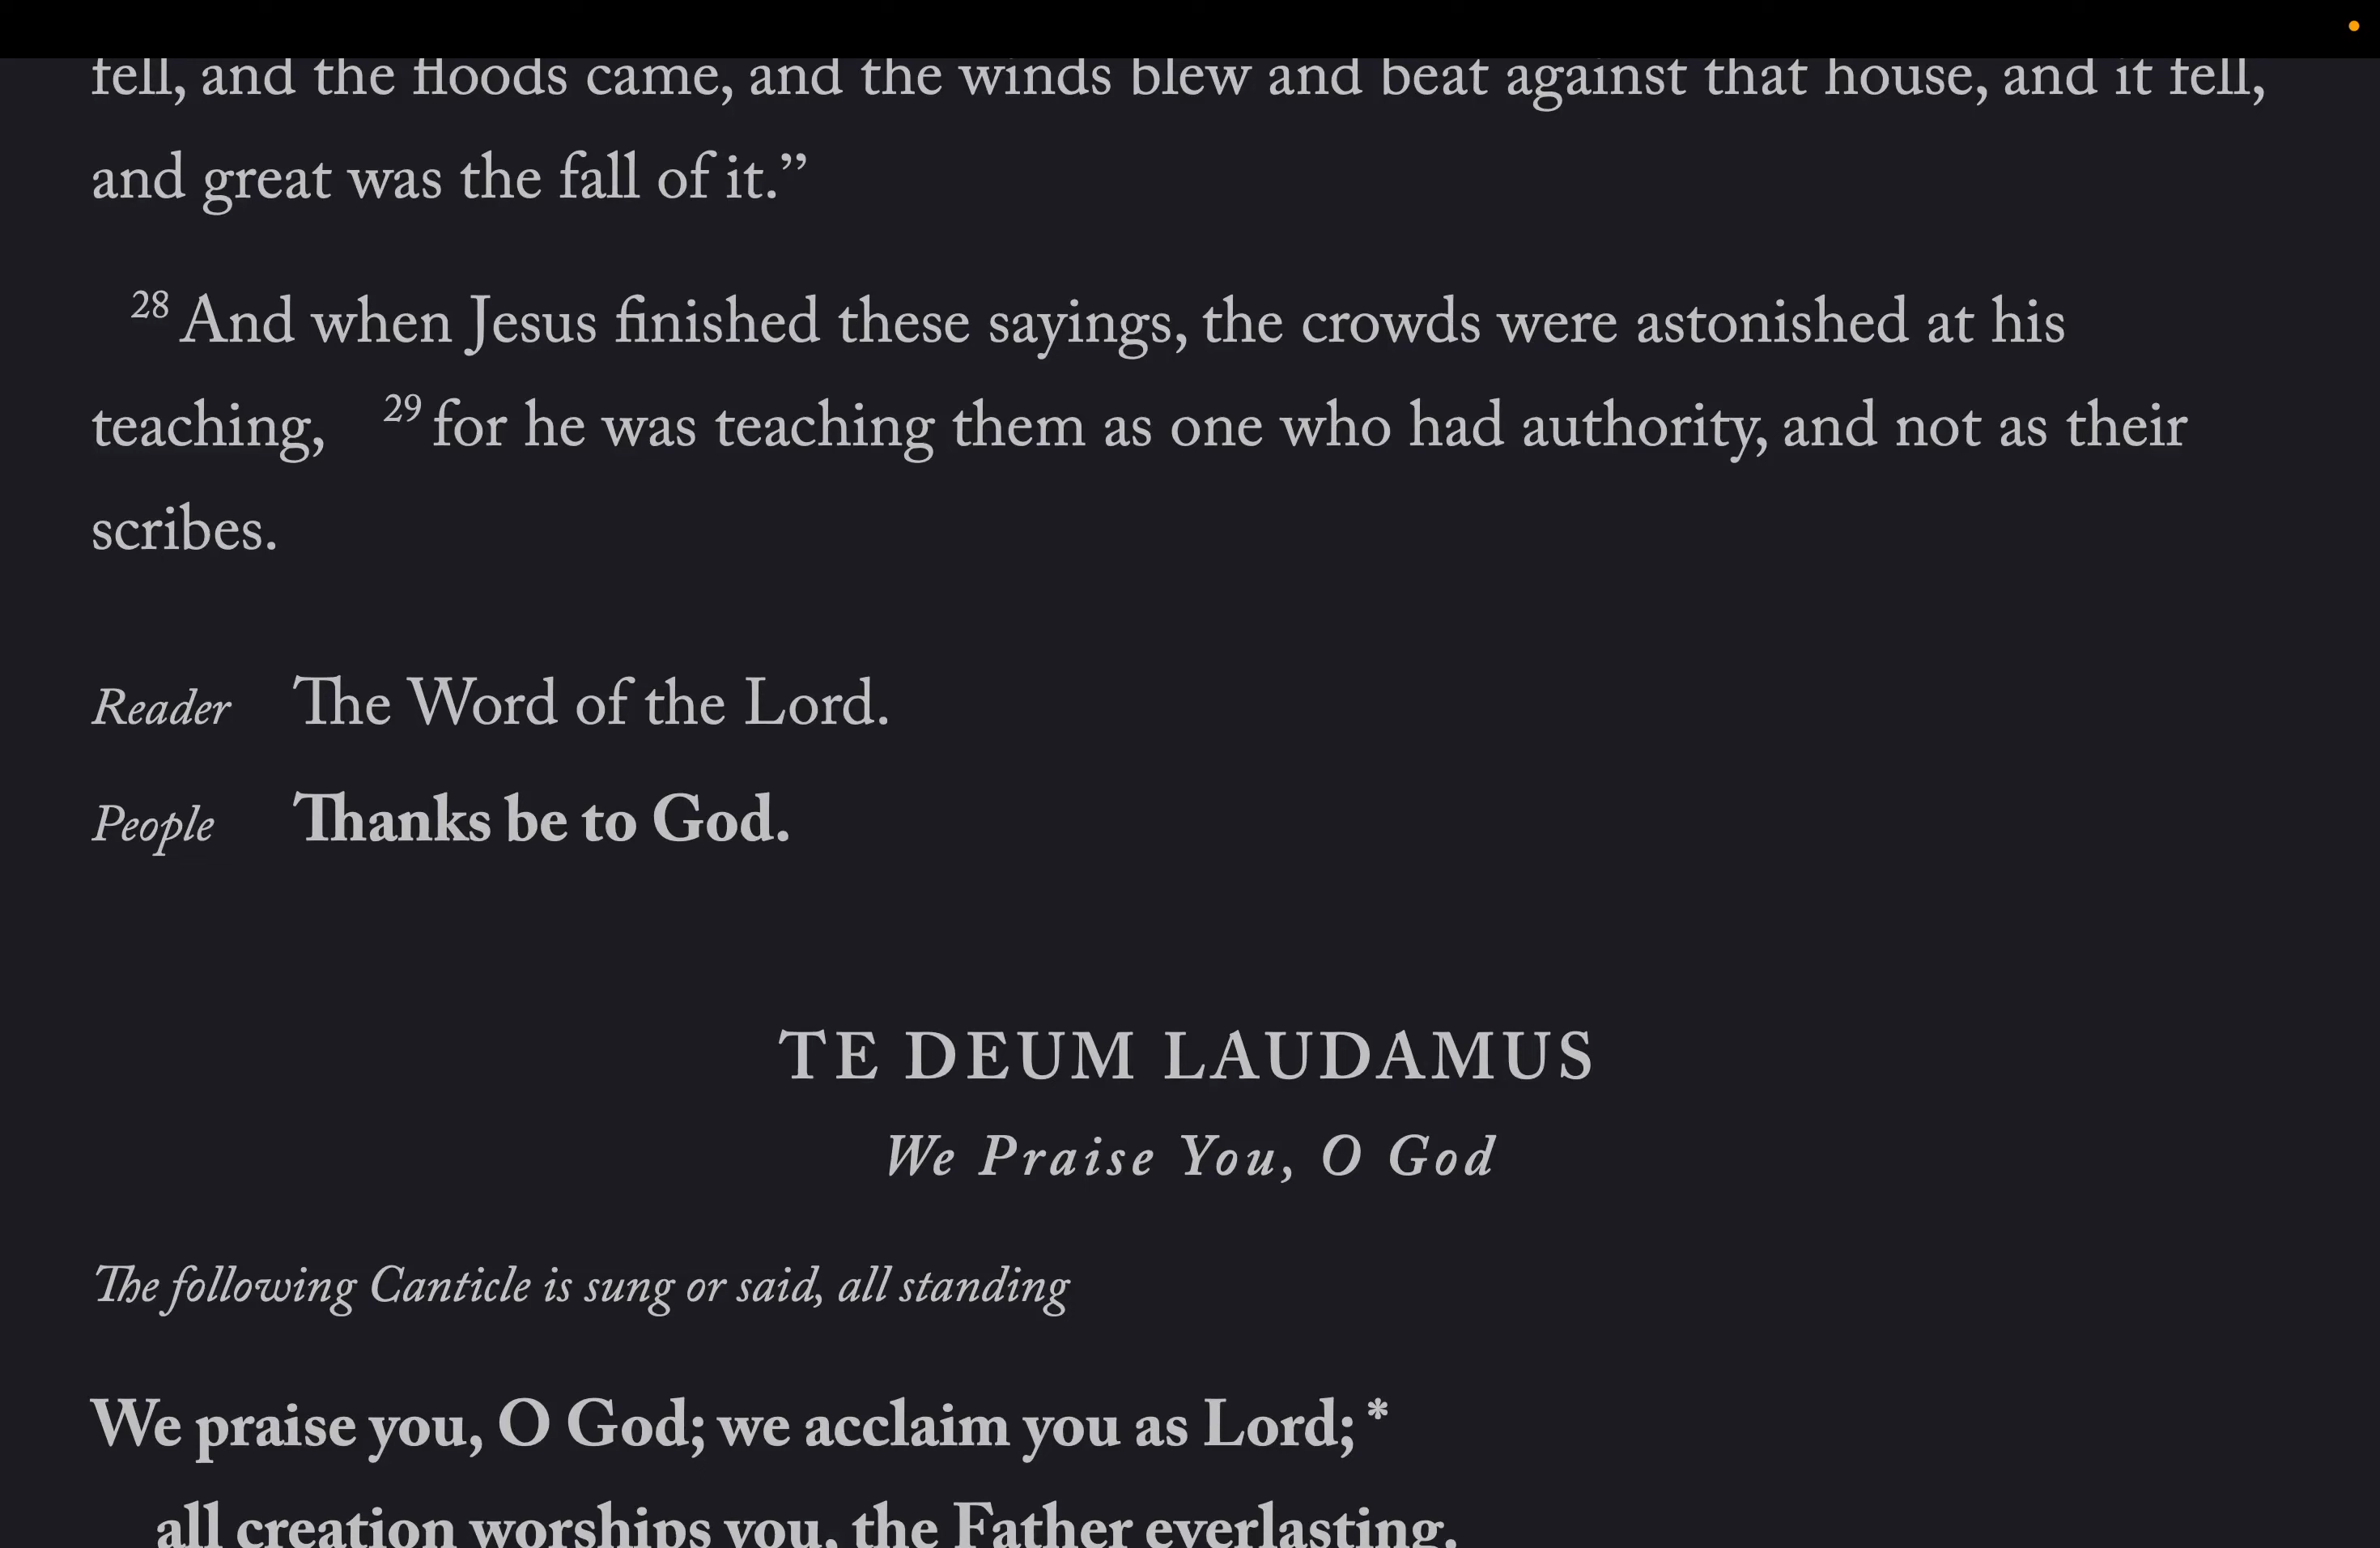 fell, and the floods came, and the winds blew and beat against that house, and it fell,
and great was the fall of it.”
28 And when Jesus finished these sayings, the crowds were astonished at his
teaching, 29 for he was teaching them as one who had authority, and not as their
scribes.
Reader The Word of the Lord.
People Thanks be to God.
TE DEUM LAUDAMUS
We Praise You, O God
The following Canticle is sung or said, all standing
We praise you, O God; we acclaim you as Lord; *
all creation worships you, the Father everlasting.